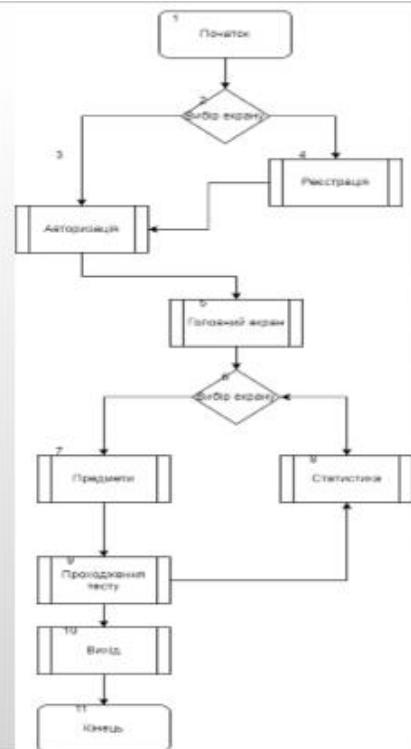 1
Початок
2
Вибір екрану
3
4
Реєстрація
Авторизація
5
Головний екран
6
Вибір екрану
7
Предмети
8
Статистика
9
Проходження
тесту
10
Вихід
11
Кінець